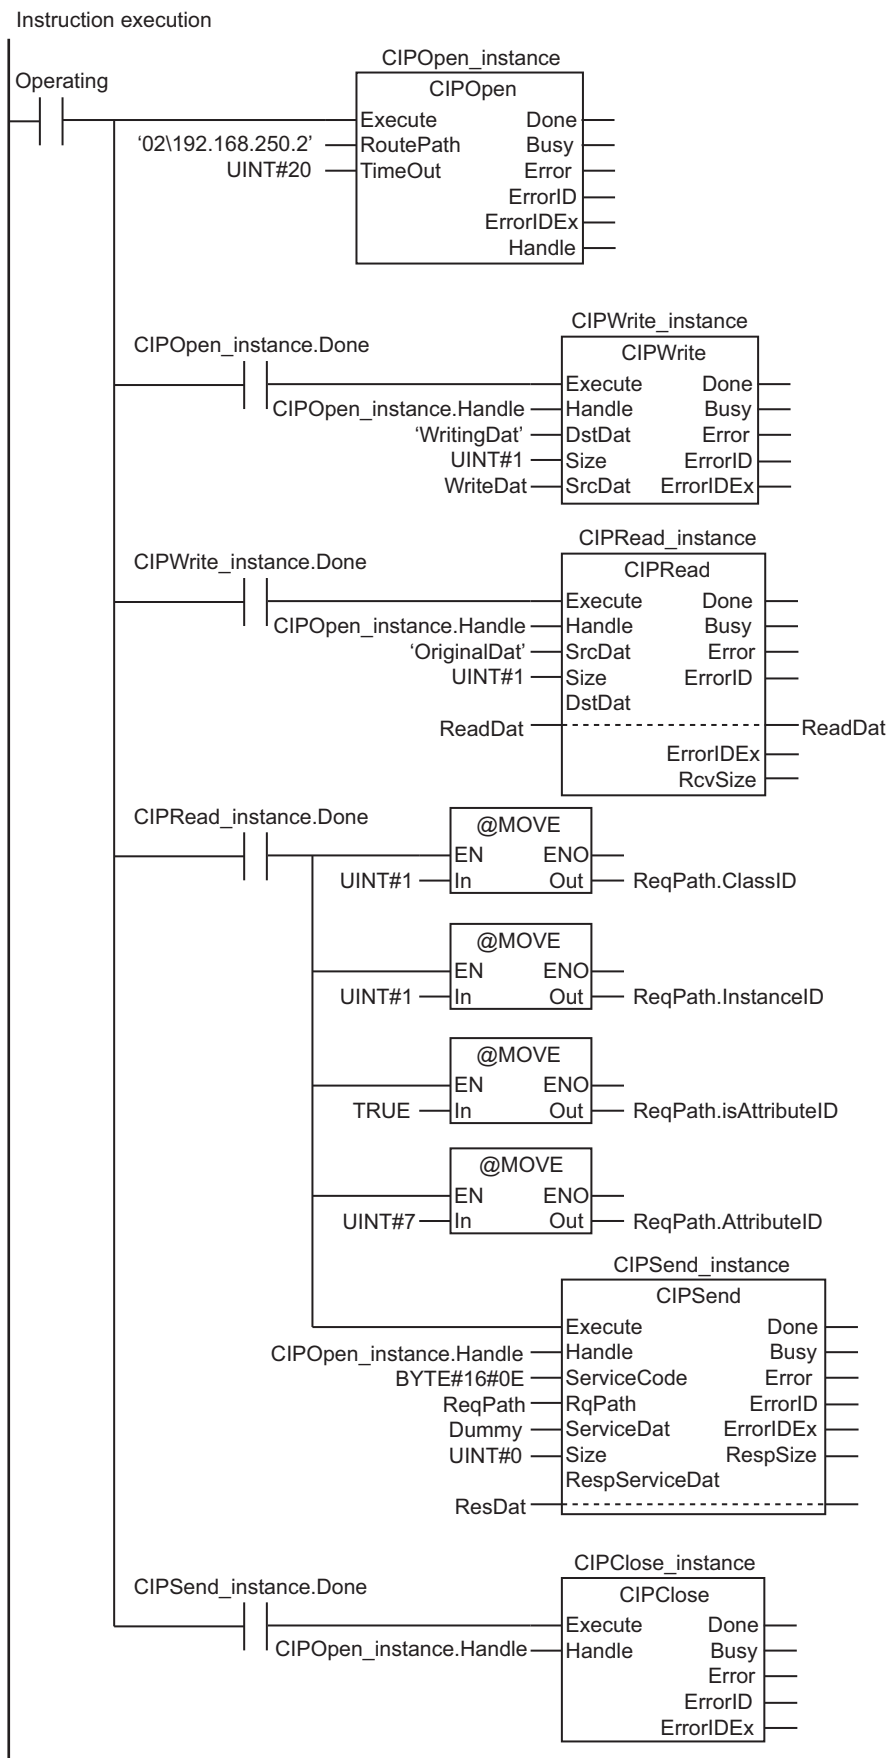 Instruction execution
Operating
CIPOpen_instance
CIPOpen
Execute Done
‘02\192.168.250.2’ RoutePath Busy
UINT#20 TimeOut Error
ErrorID
ErrorIDEx
Handle
CIPWrite_instance
CIPOpen_instance.Done
CIPWrite
Execute Done
CIPOpen_instance.Handle Handle Busy
‘WritingDat’ DstDat Error
UINT#1 Size ErrorID
WriteDat SrcDat ErrorIDEx
CIPRead_instance
CIPWrite_instance.Done
CIPRead
Execute Done
CIPOpen_instance.Handle Handle Busy
‘OriginalDat’ SrcDat Error
UINT#1 Size ErrorID
DstDat
ReadDat ReadDat
ErrorIDEx
RcvSize
CIPRead_instance.Done
@MOVE
EN ENO
UINT#1 In Out ReqPath.ClassID
@MOVE
EN ENO
UINT#1 In Out ReqPath.InstanceID
@MOVE
EN ENO
TRUE In Out ReqPath.isAttributeID
@MOVE
EN ENO
UINT#7 In Out ReqPath.AttributeID
CIPSend_instance
CIPSend
Execute Done
CIPOpen_instance.Handle Handle Busy
BYTE#16#0E ServiceCode Error
ReqPath RqPath ErrorID
Dummy ServiceDat ErrorIDEx
UINT#0 Size RespSize
RespServiceDat
ResDat
CIPClose_instance
CIPSend_instance.Done
CIPClose
Execute Done
CIPOpen_instance.Handle Handle Busy
Error
ErrorID
ErrorIDEx